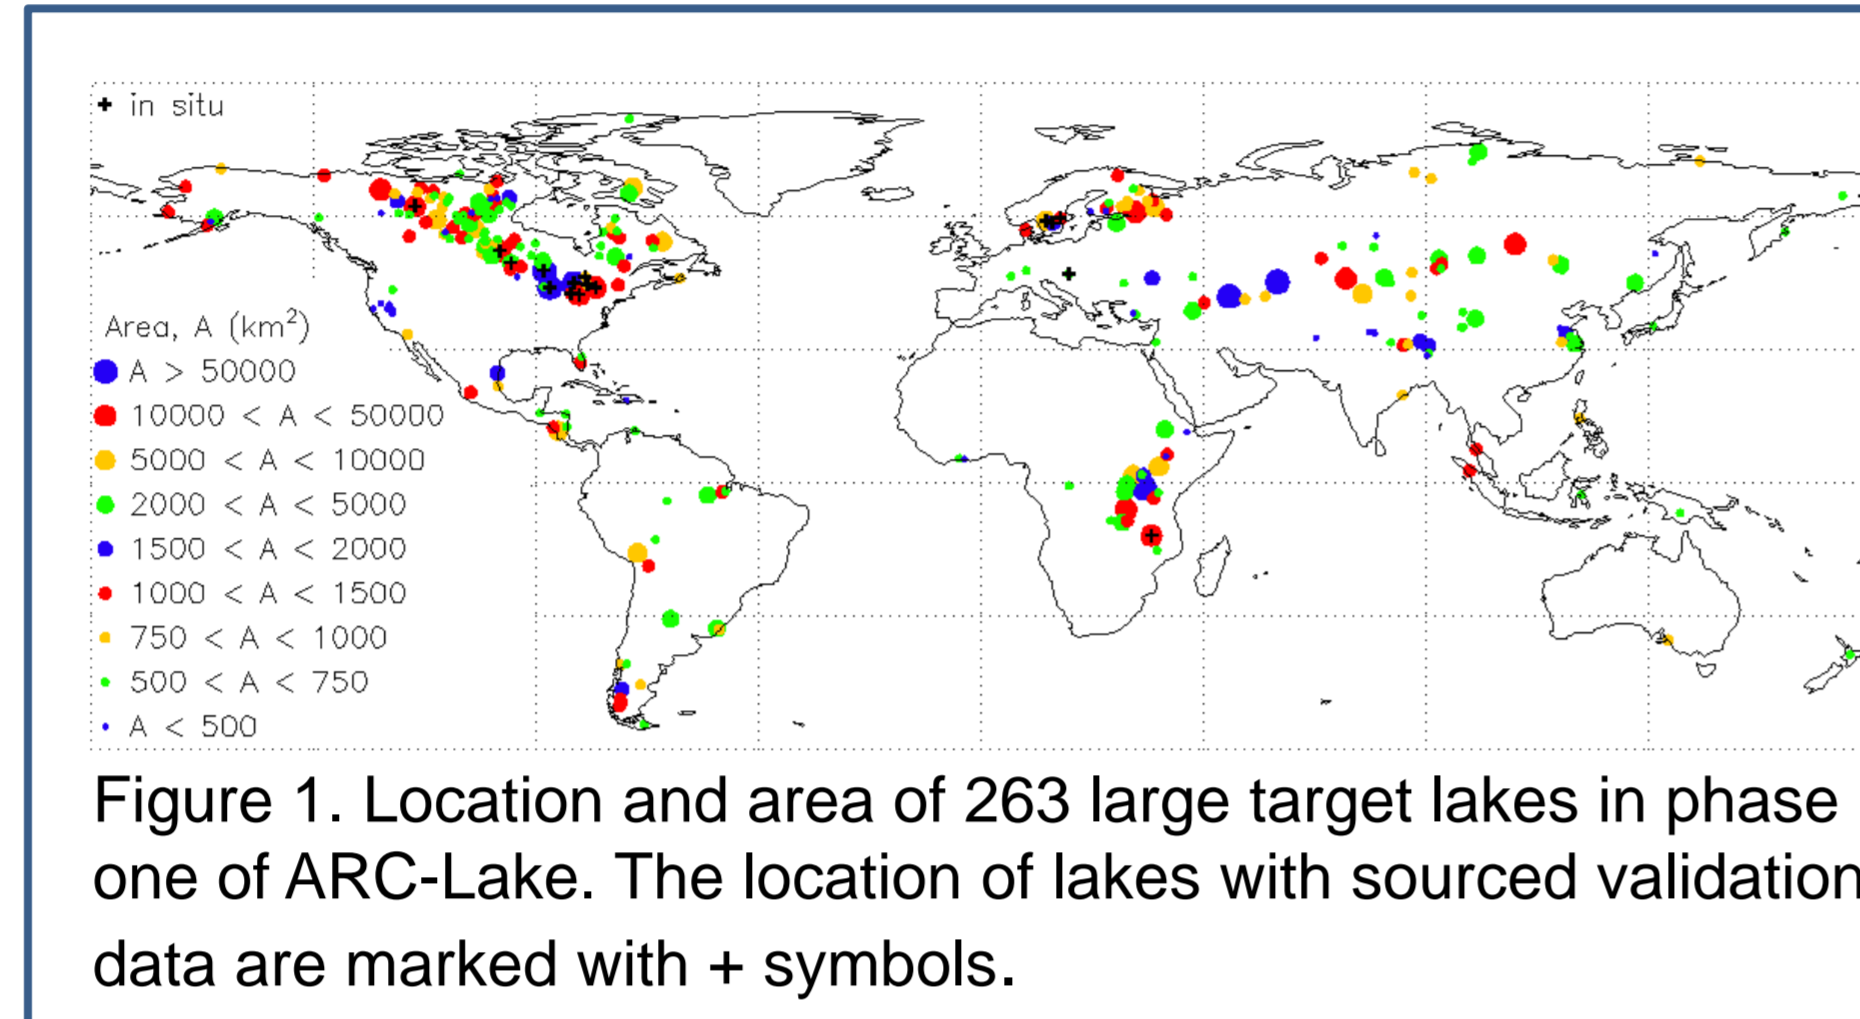 + in situ
Area, A (km²)
A > 50000
10000 < A < 50000
5000 < A < 10000
2000 < A < 5000
1500 < A < 2000
1000 < A < 1500
750 < A < 1000
500 < A < 750
A < 500
Figure 1. Location and area of 263 large target lakes in phase
one of ARC-Lake. The location of lakes with sourced validation
data are marked with + symbols.